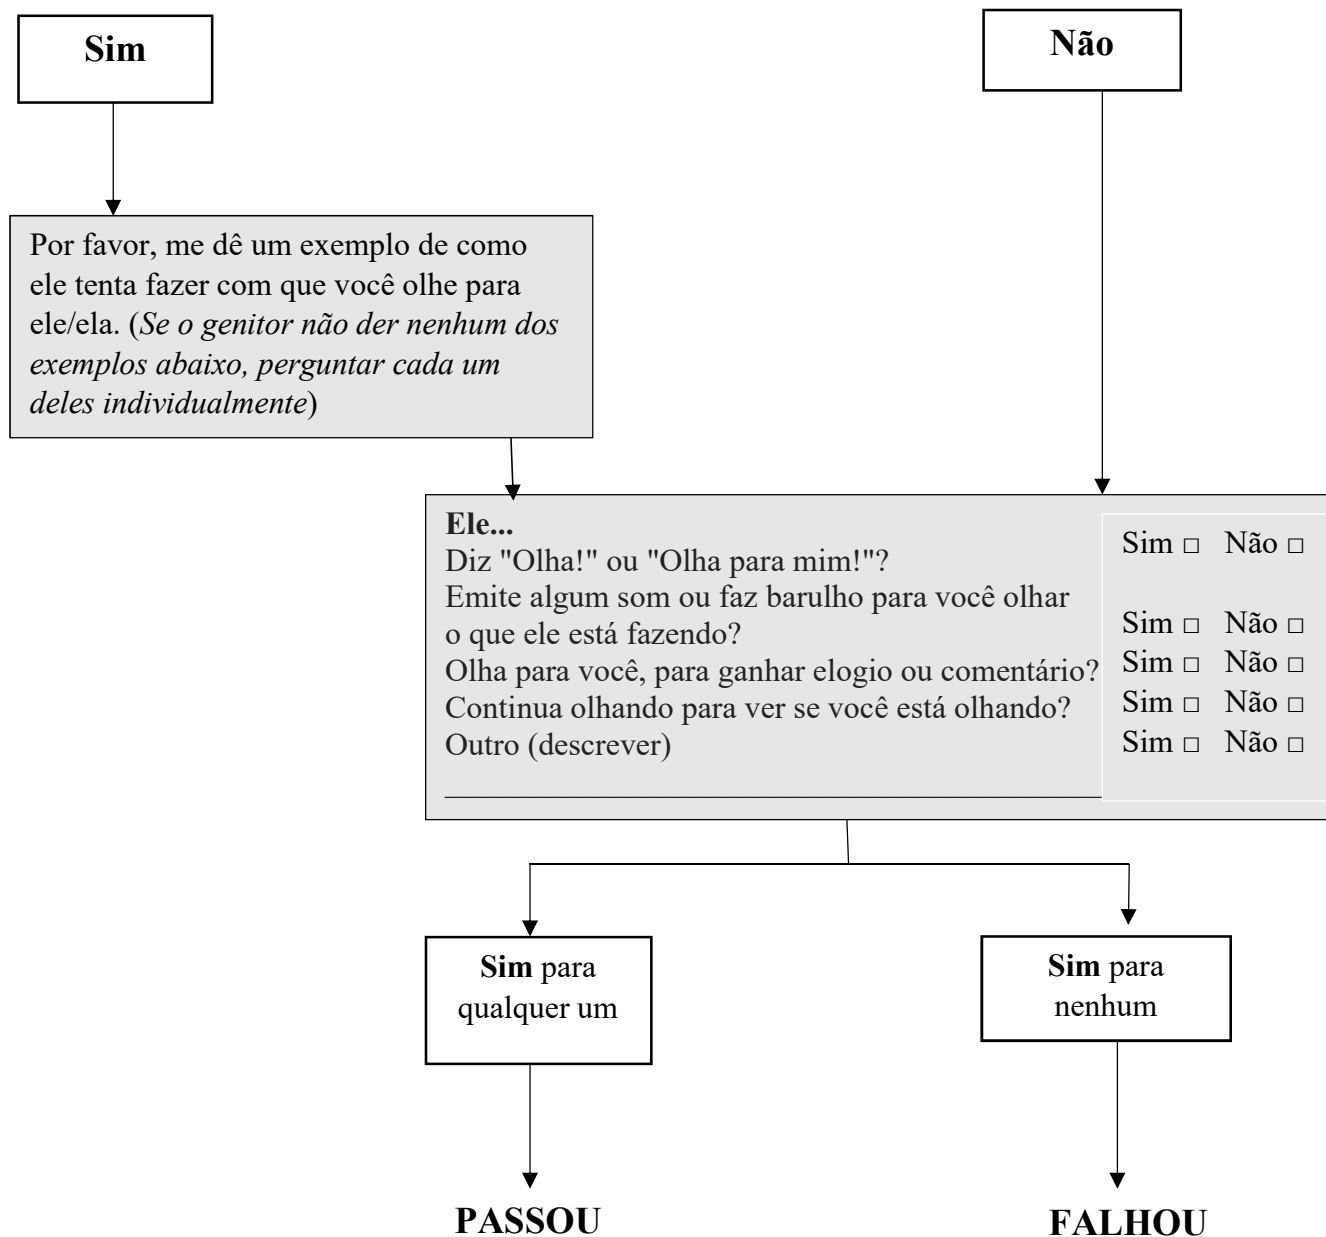 Sim
Não
Por favor, me dê um exemplo de como
ele tenta fazer com que você olhe para
ele/ela. (Se o genitor não der nenhum dos
exemplos abaixo, perguntar cada um
deles individualmente)
Ele...
Diz "Olha!" ou "Olha para mim!"? Sim □ Não □
Emite algum som ou faz barulho para você olhar
o que ele está fazendo? Sim □ Não □
Olha para você, para ganhar elogio ou comentário? Sim □ Não □
Continua olhando para ver se você está olhando? Sim □ Não □
Outro (descrever) Sim □ Não □
Sim para
qualquer um
Sim para
nenhum
PASSOU
FALHOU